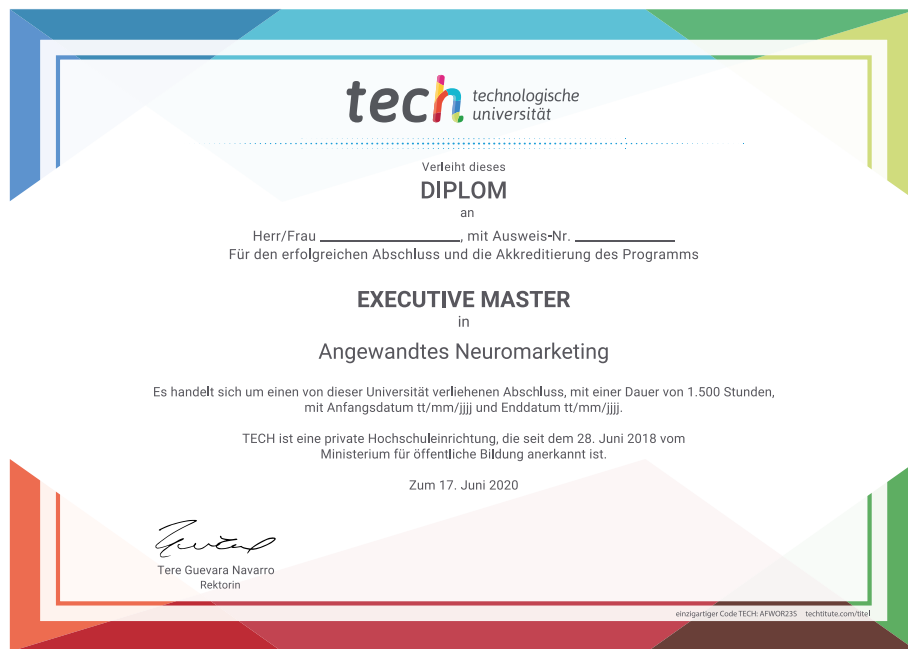 tech technologische
universität
Verleiht dieses
DIPLOM
an
Herr/Frau ____________________, mit Ausweis-Nr. ______________
Für den erfolgreichen Abschluss und die Akkreditierung des Programms
EXECUTIVE MASTER
in
Angewandtes Neuromarketing
Es handelt sich um einen von dieser Universität verliehenen Abschluss, mit einer Dauer von 1.500 Stunden,
mit Anfangsdatum tt/mm/jjjj und Enddatum tt/mm/jjjj.
TECH ist eine private Hochschuleinrichtung, die seit dem 28. Juni 2018 vom
Ministerium für öffentliche Bildung anerkannt ist.
Zum 17. Juni 2020
Tere Guevara Navarro
Rektorin
einzigartiger Code TECH: AFWOR23S techtitute.com/titel